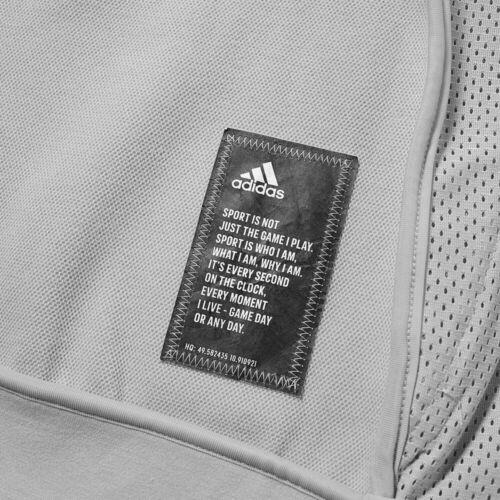 adidas
SPORT IS NOT
JUST THE GAME I PLAY.
SPORT IS WHO I AM,
WHAT I AM, WHY I AM.
IT'S EVERY SECOND
ON THE CLOCK,
EVERY MOMENT
I LIVE - GAME DAY
OR ANY DAY.
HQ: 49.582435 10.910921